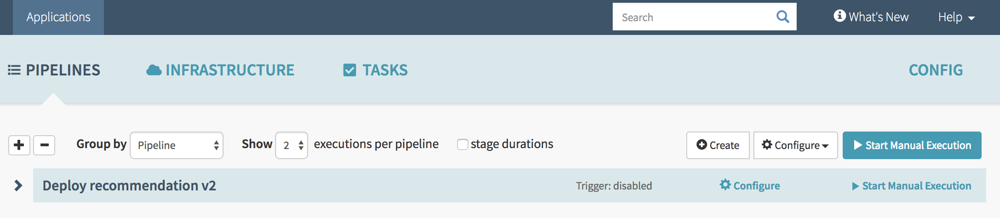 Applications Search What's New Help
PIPELINES INFRASTRUCTURE TASKS CONFIG
Group by Pipeline Show 2 executions per pipeline stage durations Create Configure Start Manual Execution
Deploy recommendation v2 Trigger: disabled Configure Start Manual Execution